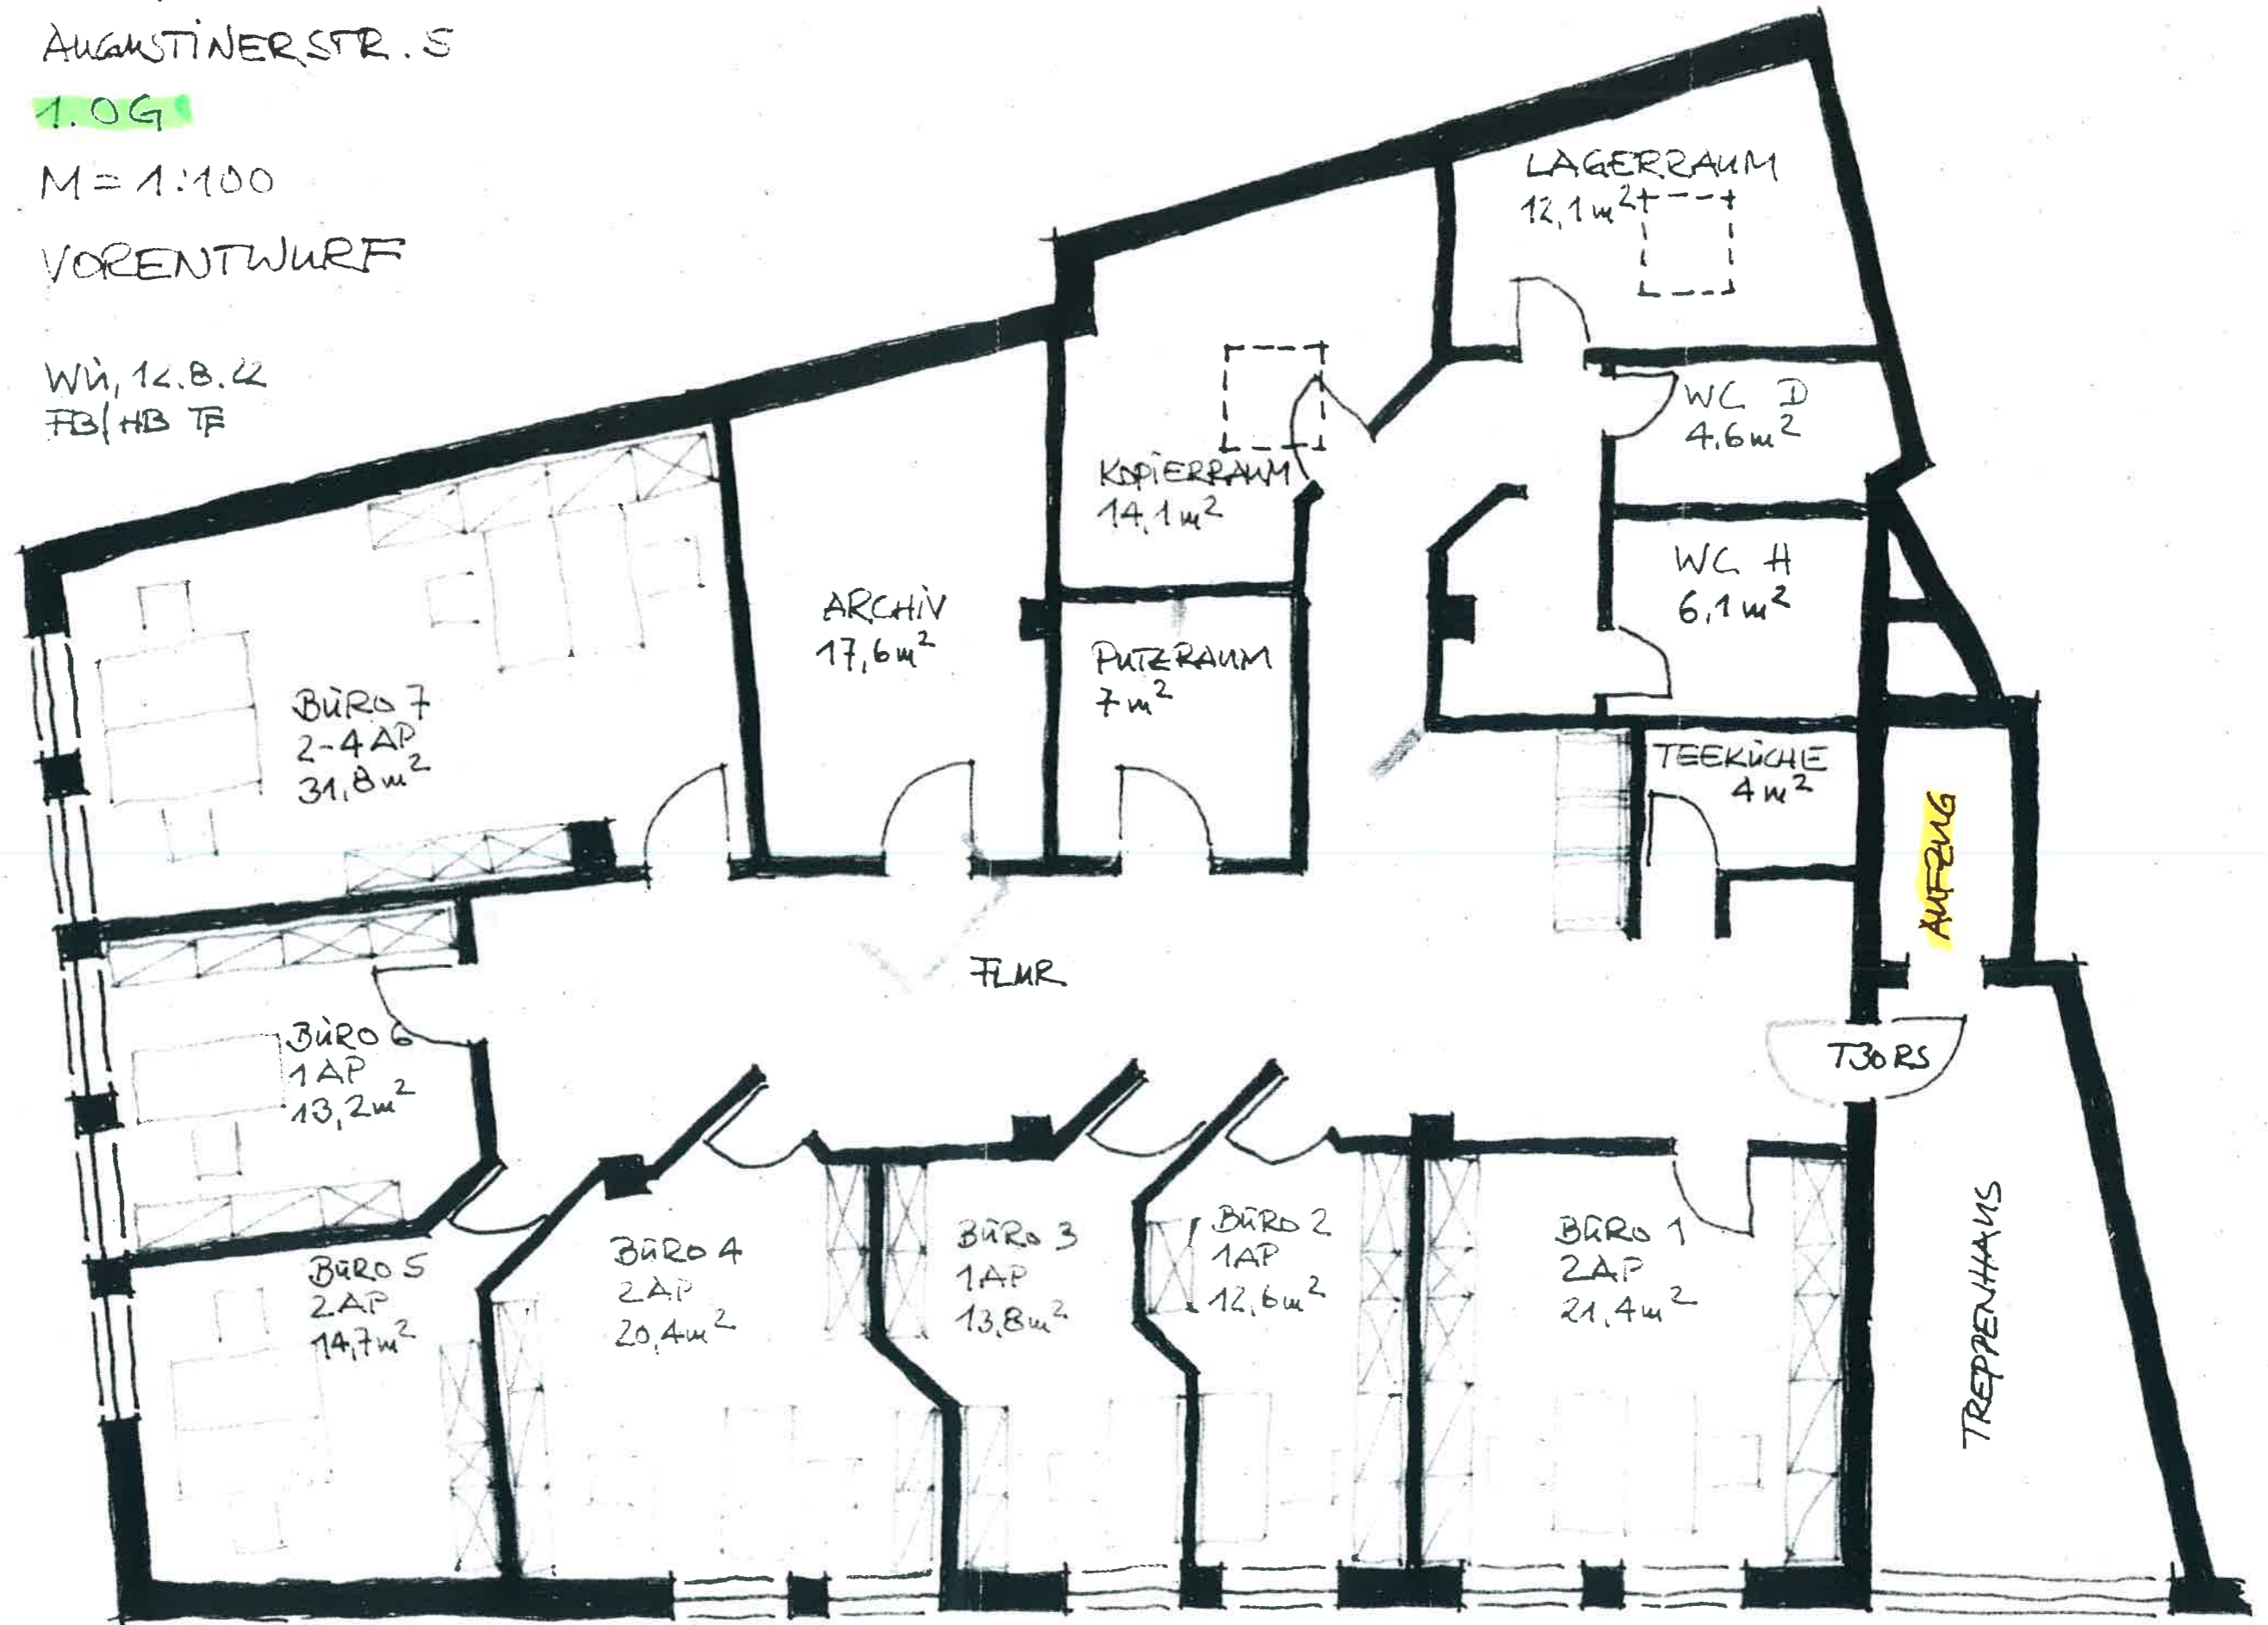 AUGUSTINERSTR. 5
1. OG
M = 1:100
VORENTWURF
WÜ, 12.8.22
FB/HB TE
LAGERRAUM
12,1 m²
WC D
4,6 m²
KOPIERRAUM
14,1 m²
WC H
6,1 m²
ARCHIV
17,6 m²
PUTZRAUM
7 m²
BÜRO 7
2-4 AP
31,8 m²
TEEKÜCHE
4 m²
AUFZUG
FLUR
T30 RS
BÜRO 6
1 AP
13,2 m²
BÜRO 5
2 AP
14,7 m²
BÜRO 4
2 AP
20,4 m²
BÜRO 3
1 AP
13,8 m²
BÜRO 2
1 AP
12,6 m²
BÜRO 1
2 AP
21,4 m²
TREPPENHAUS